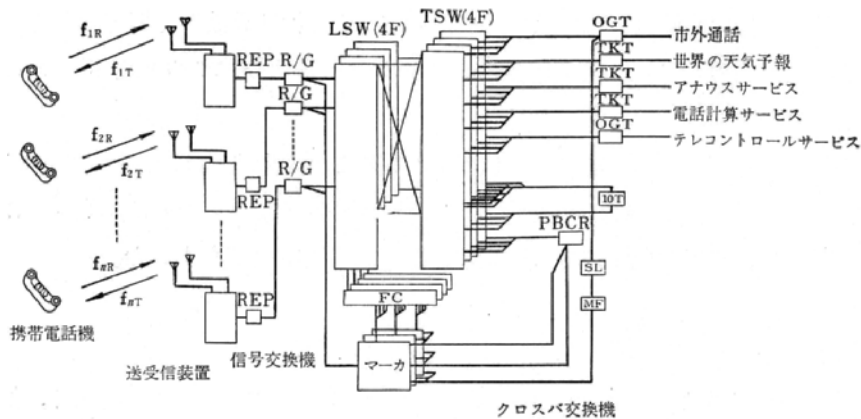 LSW(4F)
TSW(4F)
OGT
市外通話
f1R
f1T
REP
R/G
TKT
世界の天気予報
R/G
TKT
アナウスサービス
TKT
電話計算サービス
f2R
f2T
OGT
テレコントロールサービス
R/G
REP
10T
PBCR
fnR
fnT
REP
FC
SL
MF
携帯電話機
信号交換機
マーカ
送受信装置
クロスバ交換機